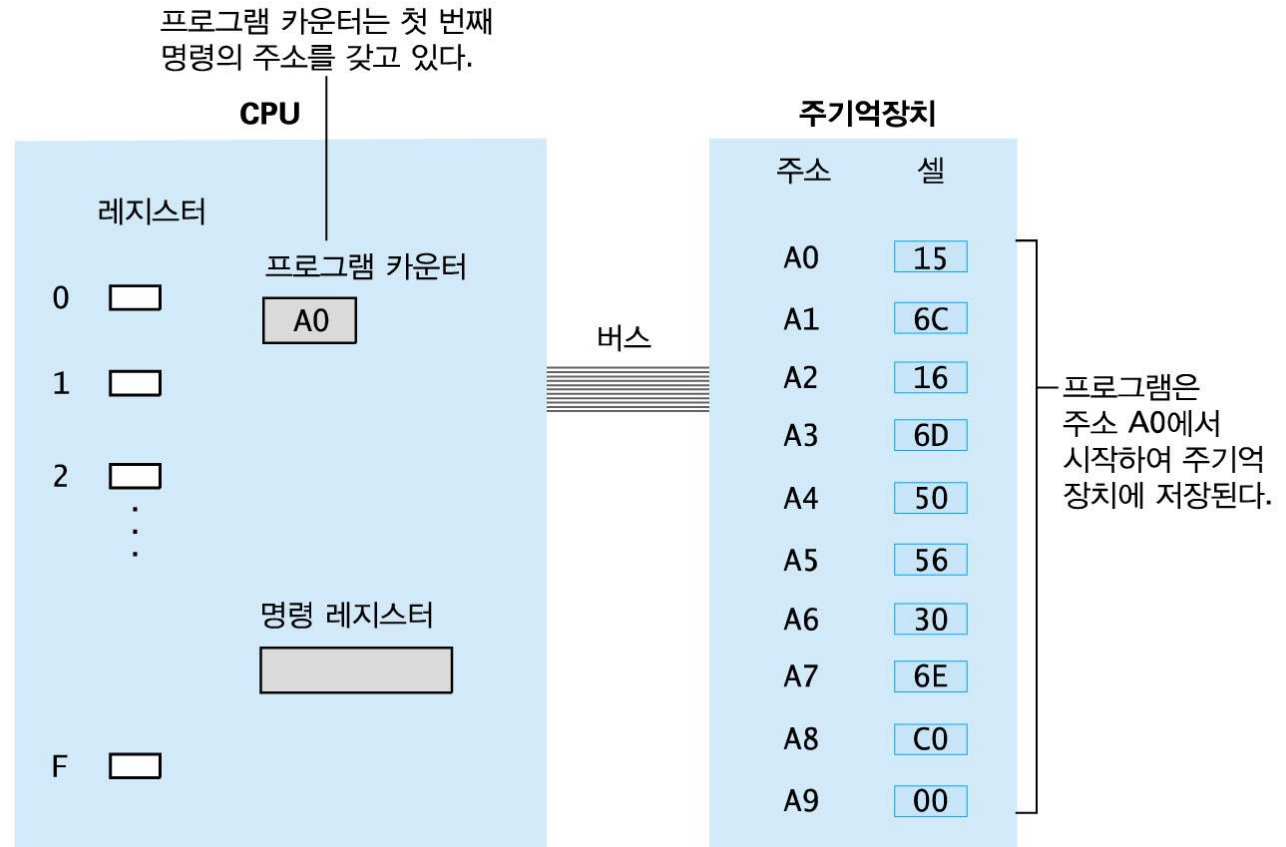 프로그램 카운터는 첫 번째
명령의 주소를 갖고 있다.
CPU
레지스터
프로그램 카운터
0
A0
1
2
명령 레지스터
F
버스
주기억장치
주소 셀
A0 15
A1 6C
A2 16
A3 6D
A4 50
A5 56
A6 30
A7 6E
A8 C0
A9 00
프로그램은
주소 A0에서
시작하여 주기억
장치에 저장된다.